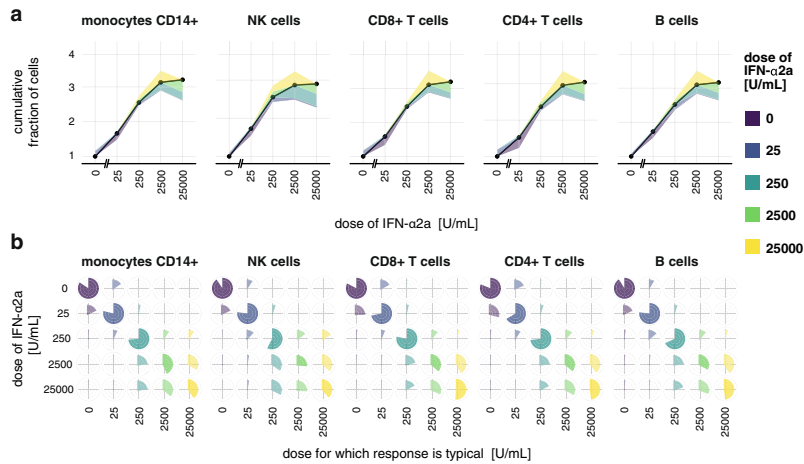 a
monocytes CD14+ NK cells CD8+ T cells CD4+ T cells B cells
cumulative
fraction of cells
4
3
2
1
0 25 250 2500 25000 0 25 250 2500 25000 0 25 250 2500 25000 0 25 250 2500 25000 0 25 250 2500 25000
dose of IFN-α2a [U/mL]
dose of
IFN-α2a
[U/mL]
0
25
250
2500
25000
b
monocytes CD14+ NK cells CD8+ T cells CD4+ T cells B cells
dose of IFN-α2a
[U/mL]
0
25
250
2500
25000
0 25 250 2500 25000 0 25 250 2500 25000 0 25 250 2500 25000 0 25 250 2500 25000 0 25 250 2500 25000
dose for which response is typical [U/mL]